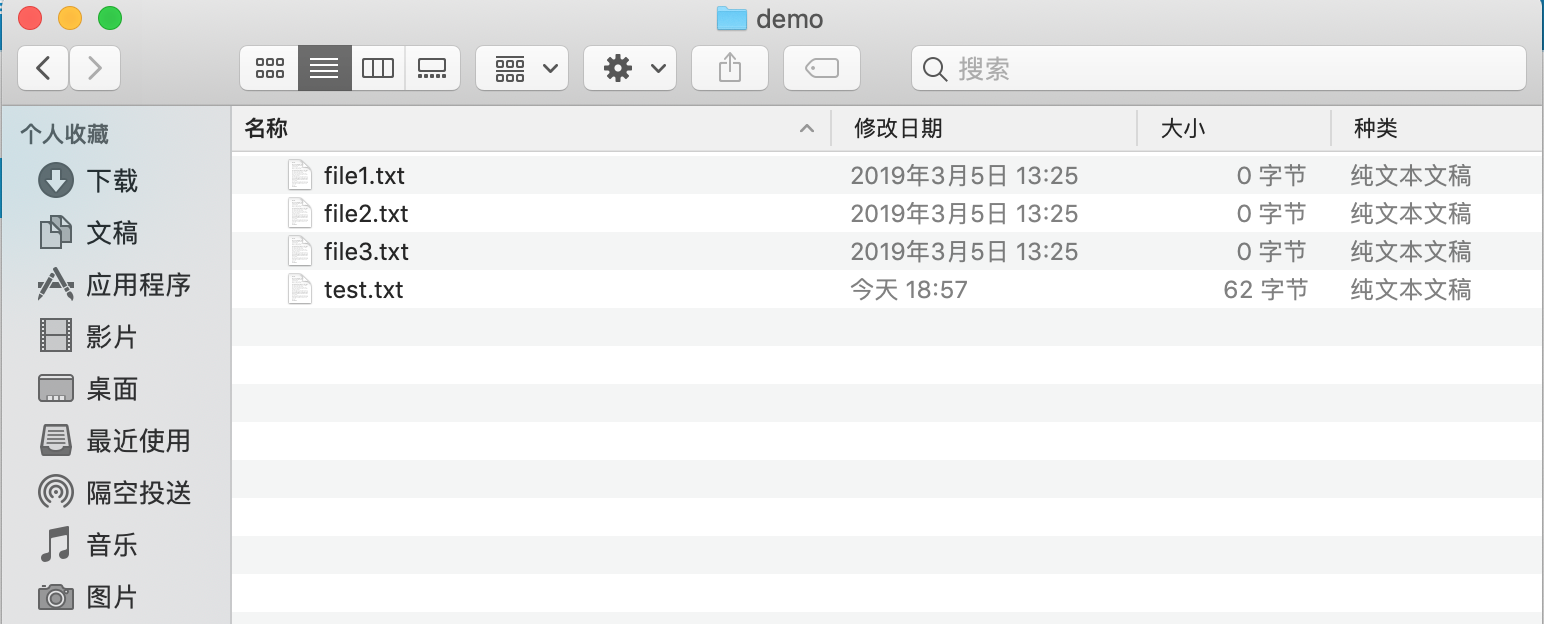 demo
搜索
个人收藏
下载
文稿
应用程序
影片
桌面
最近使用
隔空投送
音乐
图片
名称 修改日期 大小 种类
file1.txt 2019年3月5日 13:25 0 字节 纯文本文稿
file2.txt 2019年3月5日 13:25 0 字节 纯文本文稿
file3.txt 2019年3月5日 13:25 0 字节 纯文本文稿
test.txt 今天 18:57 62 字节 纯文本文稿